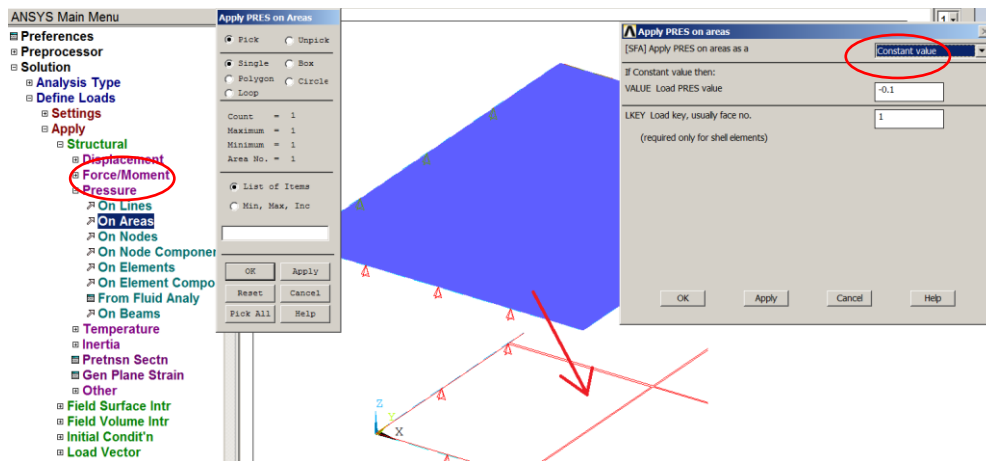 ANSYS Main Menu
Preferences
Preprocessor
Solution
Analysis Type
Define Loads
Settings
Apply
Structural
Displacement
Force/Moment
Pressure
On Lines
On Areas
On Nodes
On Node Componen
On Elements
On Element Compo
From Fluid Analy
On Beams
Temperature
Inertia
Pretnsn Sectn
Gen Plane Strain
Other
Field Surface Intr
Field Volume Intr
Initial Condit'n
Load Vector
Apply PRES on Areas
Pick Unpick
Single Box
Polygon Circle
Loop
Count = 1
Maximum = 1
Minimum = 1
Area No. = 1
List of Items
Min, Max, Inc
OK Apply
Reset Cancel
Pick All Help
1
Apply PRES on areas
[SFA] Apply PRES on areas as a Constant value
If Constant value then:
VALUE Load PRES value -0.1
LKEY Load key, usually face no. 1
(required only for shell elements)
OK Apply Cancel Help
Z
Y
X